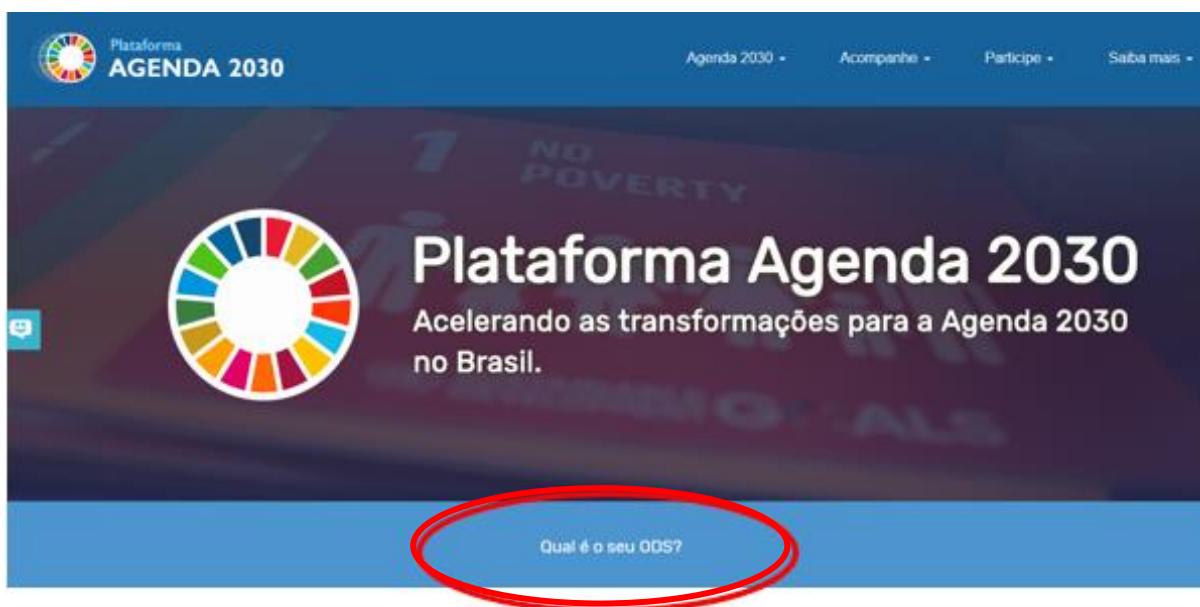 Plataforma
AGENDA 2030
Agenda 2030
Acompanhe
Participe
Saiba mais
1 NO
POVERTY
Plataforma Agenda 2030
Acelerando as transformações para a Agenda 2030
no Brasil.
GOALS
Qual é o seu ODS?